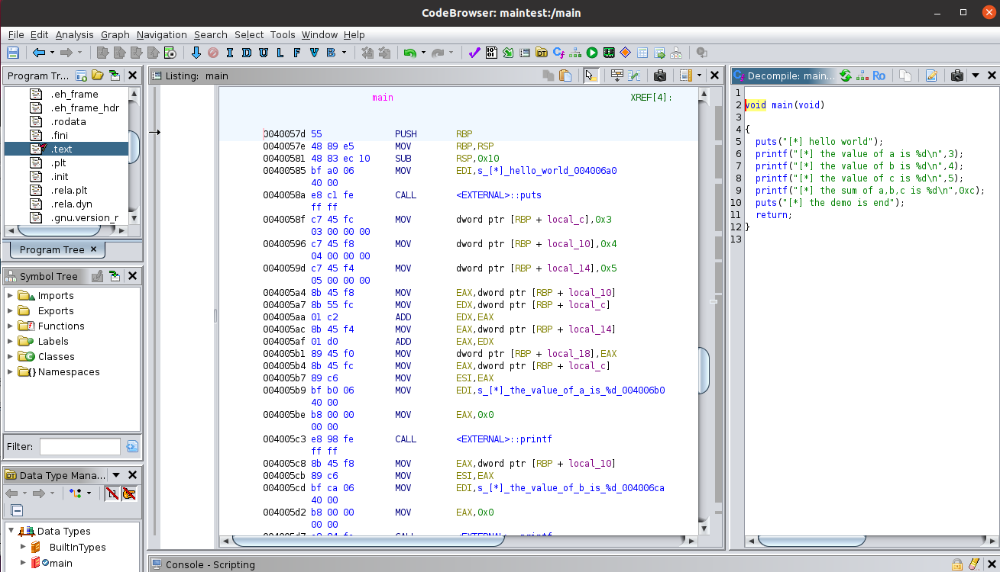 CodeBrowser: maintest:/main
File Edit Analysis Graph Navigation Search Select Tools Window Help
I D U L F V B
Program Tr...
.eh_frame
.eh_frame_hdr
.rodata
.fini
.text
.plt
.init
.rela.plt
.rela.dyn
.gnu.version_r
Program Tree
Symbol Tree
Imports
Exports
Functions
Labels
Classes
Namespaces
Filter:
Data Type Mana...
Data Types
BuiltInTypes
main
Listing: main
main XREF[4]:
0040057d 55 PUSH RBP
0040057e 48 89 e5 MOV RBP,RSP
00400581 48 83 ec 10 SUB RSP,0x10
00400585 bf a0 06 MOV EDI,s_[*]_hello_world_004006a0
40 00
0040058a e8 c1 fe CALL <EXTERNAL>::puts
ff ff
0040058f c7 45 fc MOV dword ptr [RBP + local_c],0x3
03 00 00 00
00400596 c7 45 f8 MOV dword ptr [RBP + local_10],0x4
04 00 00 00
0040059d c7 45 f4 MOV dword ptr [RBP + local_14],0x5
05 00 00 00
004005a4 8b 45 f8 MOV EAX,dword ptr [RBP + local_10]
004005a7 8b 55 fc MOV EDX,dword ptr [RBP + local_c]
004005aa 01 c2 ADD EDX,EAX
004005ac 8b 45 f4 MOV EAX,dword ptr [RBP + local_14]
004005af 01 d0 ADD EAX,EDX
004005b1 89 45 f0 MOV dword ptr [RBP + local_18],EAX
004005b4 8b 45 fc MOV EAX,dword ptr [RBP + local_c]
004005b7 89 c6 MOV ESI,EAX
004005b9 bf b0 06 MOV EDI,s_[*]_the_value_of_a_is_%d_004006b0
40 00
004005be b8 00 00 MOV EAX,0x0
00 00
004005c3 e8 98 fe CALL <EXTERNAL>::printf
ff ff
004005c8 8b 45 f8 MOV EAX,dword ptr [RBP + local_10]
004005cb 89 c6 MOV ESI,EAX
004005cd bf ca 06 MOV EDI,s_[*]_the_value_of_b_is_%d_004006ca
40 00
004005d2 b8 00 00 MOV EAX,0x0
00 00
Decompile: main...
Ro
1
2 void main(void)
3
4 {
5 puts("[*] hello world");
6 printf("[*] the value of a is %d\n",3);
7 printf("[*] the value of b is %d\n",4);
8 printf("[*] the value of c is %d\n",5);
9 printf("[*] the sum of a,b,c is %d\n",0xc);
10 puts("[*] the demo is end");
11 return;
12 }
13
Console - Scripting